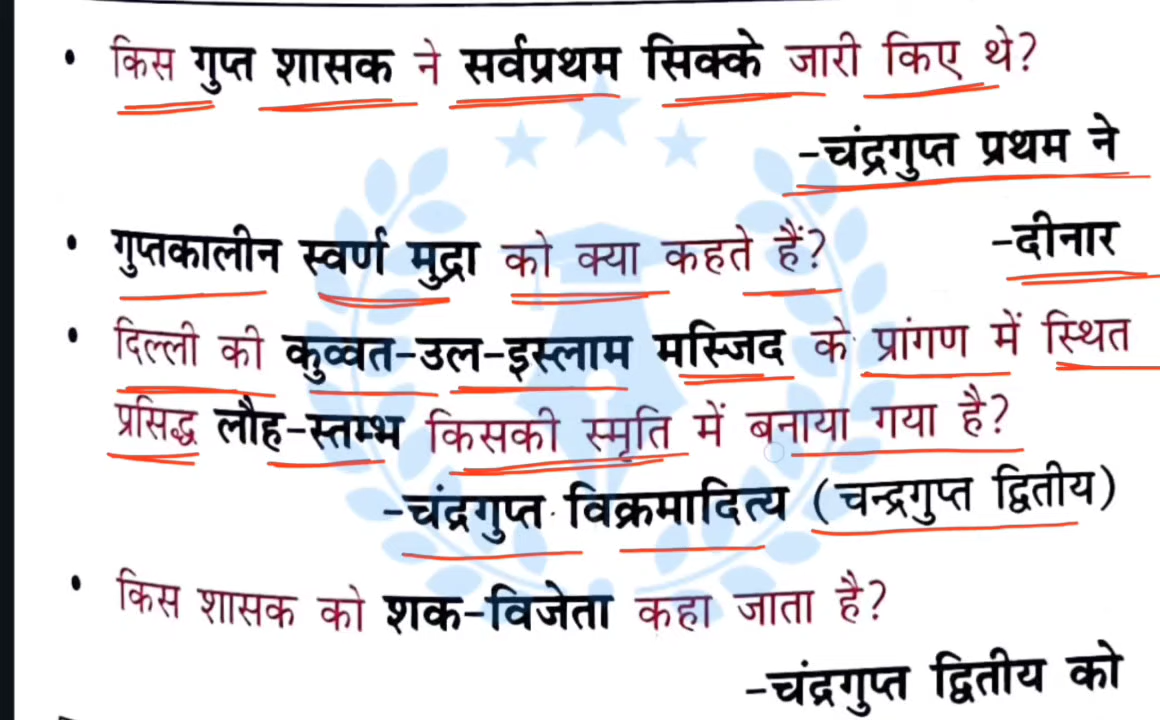 • किस गुप्त शासक ने सर्वप्रथम सिक्के जारी किए थे?
-चंद्रगुप्त प्रथम ने
• गुप्तकालीन स्वर्ण मुद्रा को क्या कहते हैं? -दीनार
• दिल्ली की कुव्वत-उल-इस्लाम मस्जिद के प्रांगण में स्थित
प्रसिद्ध लौह-स्तम्भ किसकी स्मृति में बनाया गया है?
-चंद्रगुप्त विक्रमादित्य (चन्द्रगुप्त द्वितीय)
• किस शासक को शक-विजेता कहा जाता है?
-चंद्रगुप्त द्वितीय को